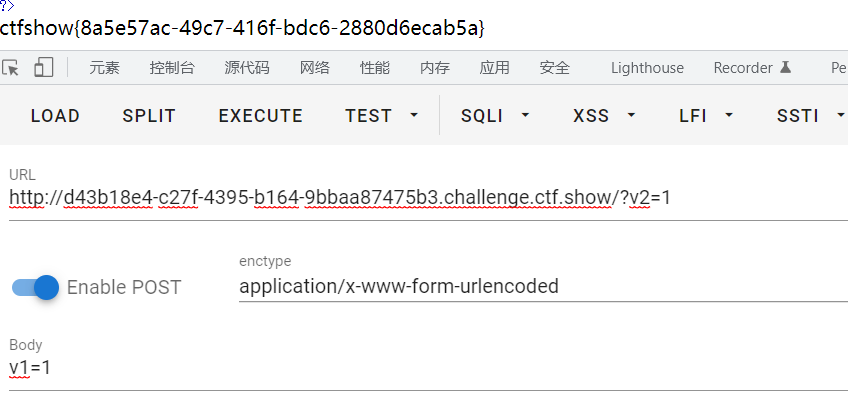 ?>
ctfshow{8a5e57ac-49c7-416f-bdc6-2880d6ecab5a}
元素 控制台 源代码 网络 性能 内存 应用 安全 Lighthouse Recorder Pe
LOAD SPLIT EXECUTE TEST SQLI XSS LFI SSTI
URL
http://d43b18e4-c27f-4395-b164-9bbaa87475b3.challenge.ctf.show/?v2=1
enctype
Enable POST application/x-www-form-urlencoded
Body
v1=1